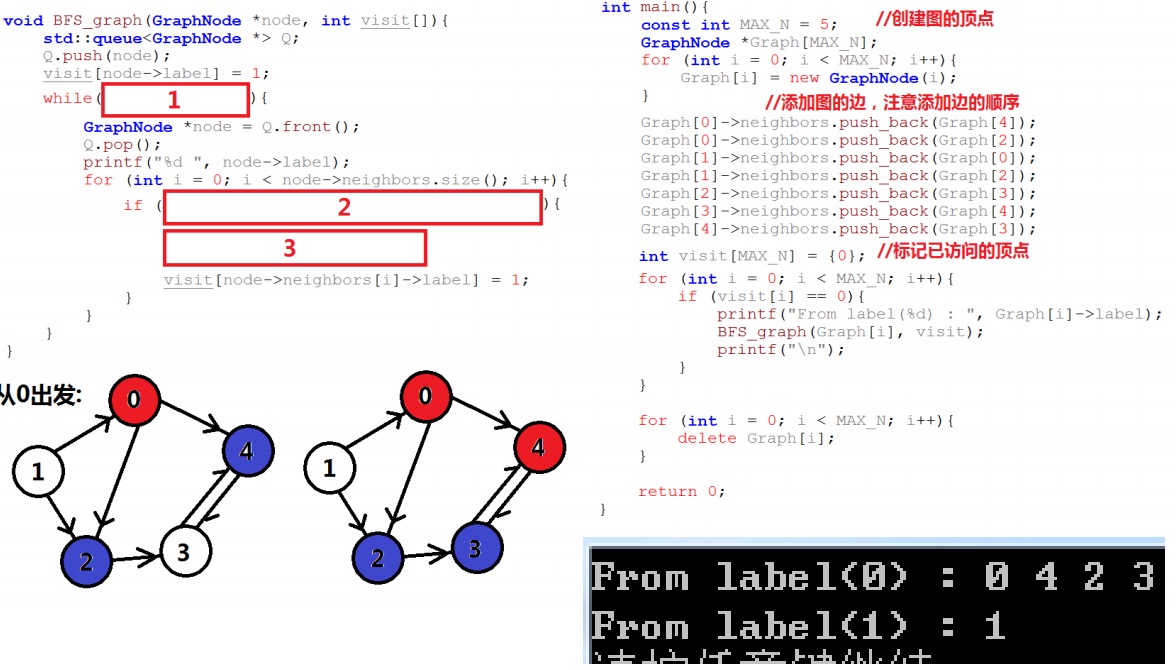 void BFS_graph(GraphNode *node, int visit[]){
std::queue<GraphNode *> Q;
Q.push(node);
visit[node->label] = 1;
while( 1 ){
GraphNode *node = Q.front();
Q.pop();
printf("%d ", node->label);
for (int i = 0; i < node->neighbors.size(); i++){
if ( 2 ){
3
visit[node->neighbors[i]->label] = 1;
}
}
}
}
从0出发:
0
4
1
2
3
0
4
1
2
3
int main(){
const int MAX_N = 5; //创建图的顶点
GraphNode *Graph[MAX_N];
for (int i = 0; i < MAX_N; i++){
Graph[i] = new GraphNode(i);
}
//添加图的边，注意添加边的顺序
Graph[0]->neighbors.push_back(Graph[4]);
Graph[0]->neighbors.push_back(Graph[2]);
Graph[1]->neighbors.push_back(Graph[0]);
Graph[1]->neighbors.push_back(Graph[2]);
Graph[2]->neighbors.push_back(Graph[3]);
Graph[3]->neighbors.push_back(Graph[4]);
Graph[4]->neighbors.push_back(Graph[3]);
int visit[MAX_N] = {0}; //标记已访问的顶点
for (int i = 0; i < MAX_N; i++){
if (visit[i] == 0){
printf("From label(%d) : ", Graph[i]->label);
BFS_graph(Graph[i], visit);
printf("\n");
}
}
for (int i = 0; i < MAX_N; i++){
delete Graph[i];
}
return 0;
}
From label(0) : 0 4 2 3
From label(1) : 1